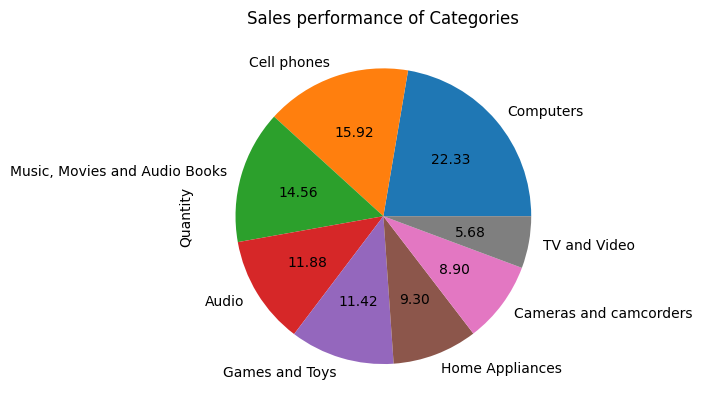 Sales performance of Categories
Cell phones
Computers
15.92
22.33
Music, Movies and Audio Books
14.56
Quantity
5.68
TV and Video
11.88
8.90
Audio
11.42
9.30
Cameras and camcorders
Home Appliances
Games and Toys